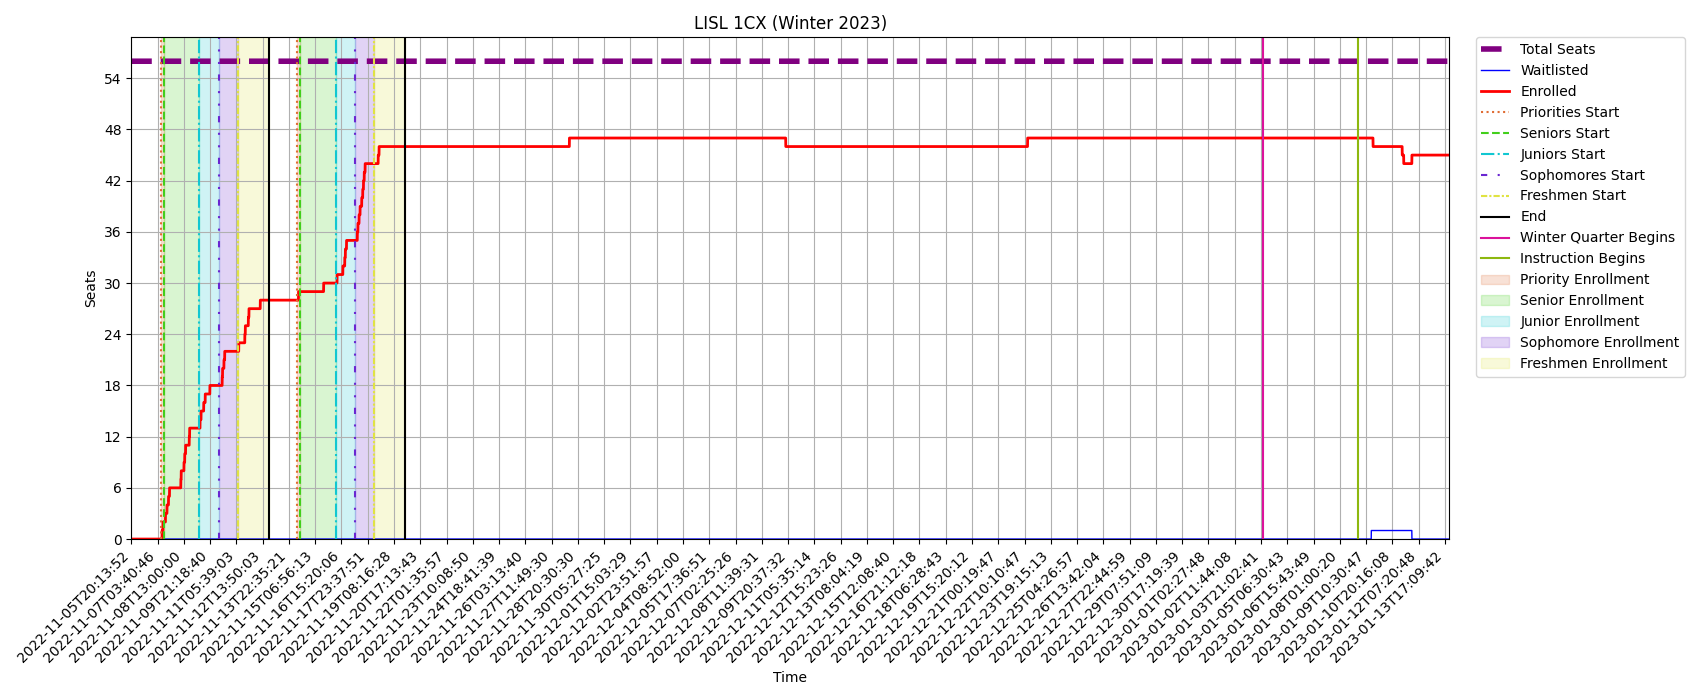 LISL 1CX (Winter 2023)
Seats
54
48
42
36
30
24
18
12
6
0
2022-11-05T20:13:52
2022-11-07T03:40:46
2022-11-08T13:00:00
2022-11-09T21:18:40
2022-11-11T05:39:03
2022-11-12T13:50:03
2022-11-13T22:35:21
2022-11-15T06:56:13
2022-11-16T15:20:06
2022-11-17T23:37:51
2022-11-19T08:16:28
2022-11-20T17:13:43
2022-11-22T01:35:57
2022-11-23T10:08:50
2022-11-24T18:41:39
2022-11-26T03:13:40
2022-11-27T11:49:30
2022-11-28T20:30:30
2022-11-30T05:27:25
2022-12-01T15:03:29
2022-12-02T23:51:57
2022-12-04T08:52:00
2022-12-05T17:36:51
2022-12-07T02:25:26
2022-12-08T11:39:31
2022-12-09T20:37:32
2022-12-11T05:35:14
2022-12-12T15:23:26
2022-12-13T08:04:19
2022-12-15T12:08:40
2022-12-16T21:12:18
2022-12-18T06:28:43
2022-12-19T15:20:12
2022-12-21T00:19:47
2022-12-22T10:10:47
2022-12-23T19:15:13
2022-12-25T04:26:57
2022-12-26T13:42:04
2022-12-27T22:44:59
2022-12-29T07:51:09
2022-12-30T17:19:39
2023-01-01T02:27:48
2023-01-02T11:44:08
2023-01-03T21:02:41
2023-01-05T06:30:43
2023-01-06T15:43:49
2023-01-08T01:00:20
2023-01-09T10:30:47
2023-01-10T20:16:08
2023-01-12T07:20:48
2023-01-13T17:09:42
Time
Total Seats
Waitlisted
Enrolled
Priorities Start
Seniors Start
Juniors Start
Sophomores Start
Freshmen Start
End
Winter Quarter Begins
Instruction Begins
Priority Enrollment
Senior Enrollment
Junior Enrollment
Sophomore Enrollment
Freshmen Enrollment